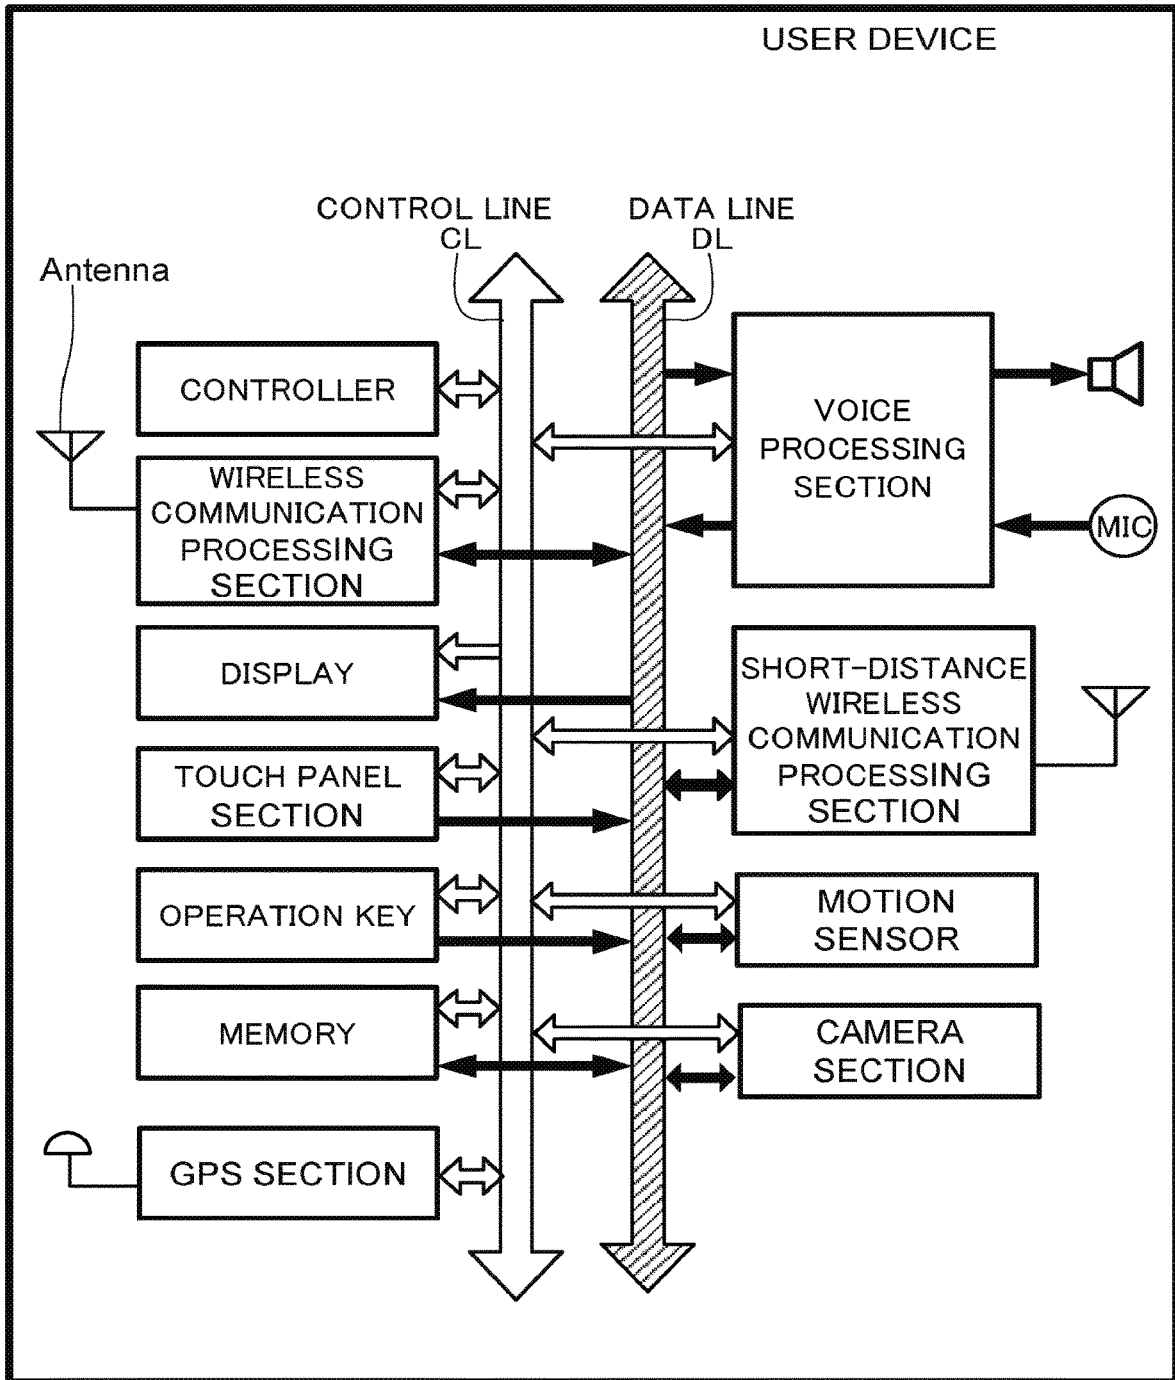 USER DEVICE
CONTROL LINE
CL
DATA LINE
DL
Antenna
CONTROLLER
WIRELESS
COMMUNICATION
PROCESSING
SECTION
DISPLAY
TOUCH PANEL
SECTION
OPERATION KEY
MEMORY
GPS SECTION
VOICE
PROCESSING
SECTION
MIC
SHORT-DISTANCE
WIRELESS
COMMUNICATION
PROCESSING
SECTION
MOTION
SENSOR
CAMERA
SECTION